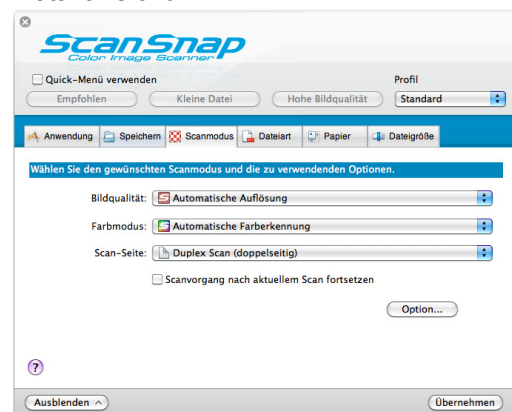 ScanSnap
Color Image Scanner
Quick-Menü verwenden
Profil
Empfohlen
Kleine Datei
Hohe Bildqualität
Standard
Anwendung
Speichern
Scanmodus
Dateiart
Papier
Dateigröße
Wählen Sie den gewünschten Scanmodus und die zu verwendenden Optionen.
Bildqualität: Automatische Auflösung
Farbmodus: Automatische Farberkennung
Scan-Seite: Duplex Scan (doppelseitig)
Scanvorgang nach aktuellem Scan fortsetzen
Option...
?
Ausblenden
Übernehmen